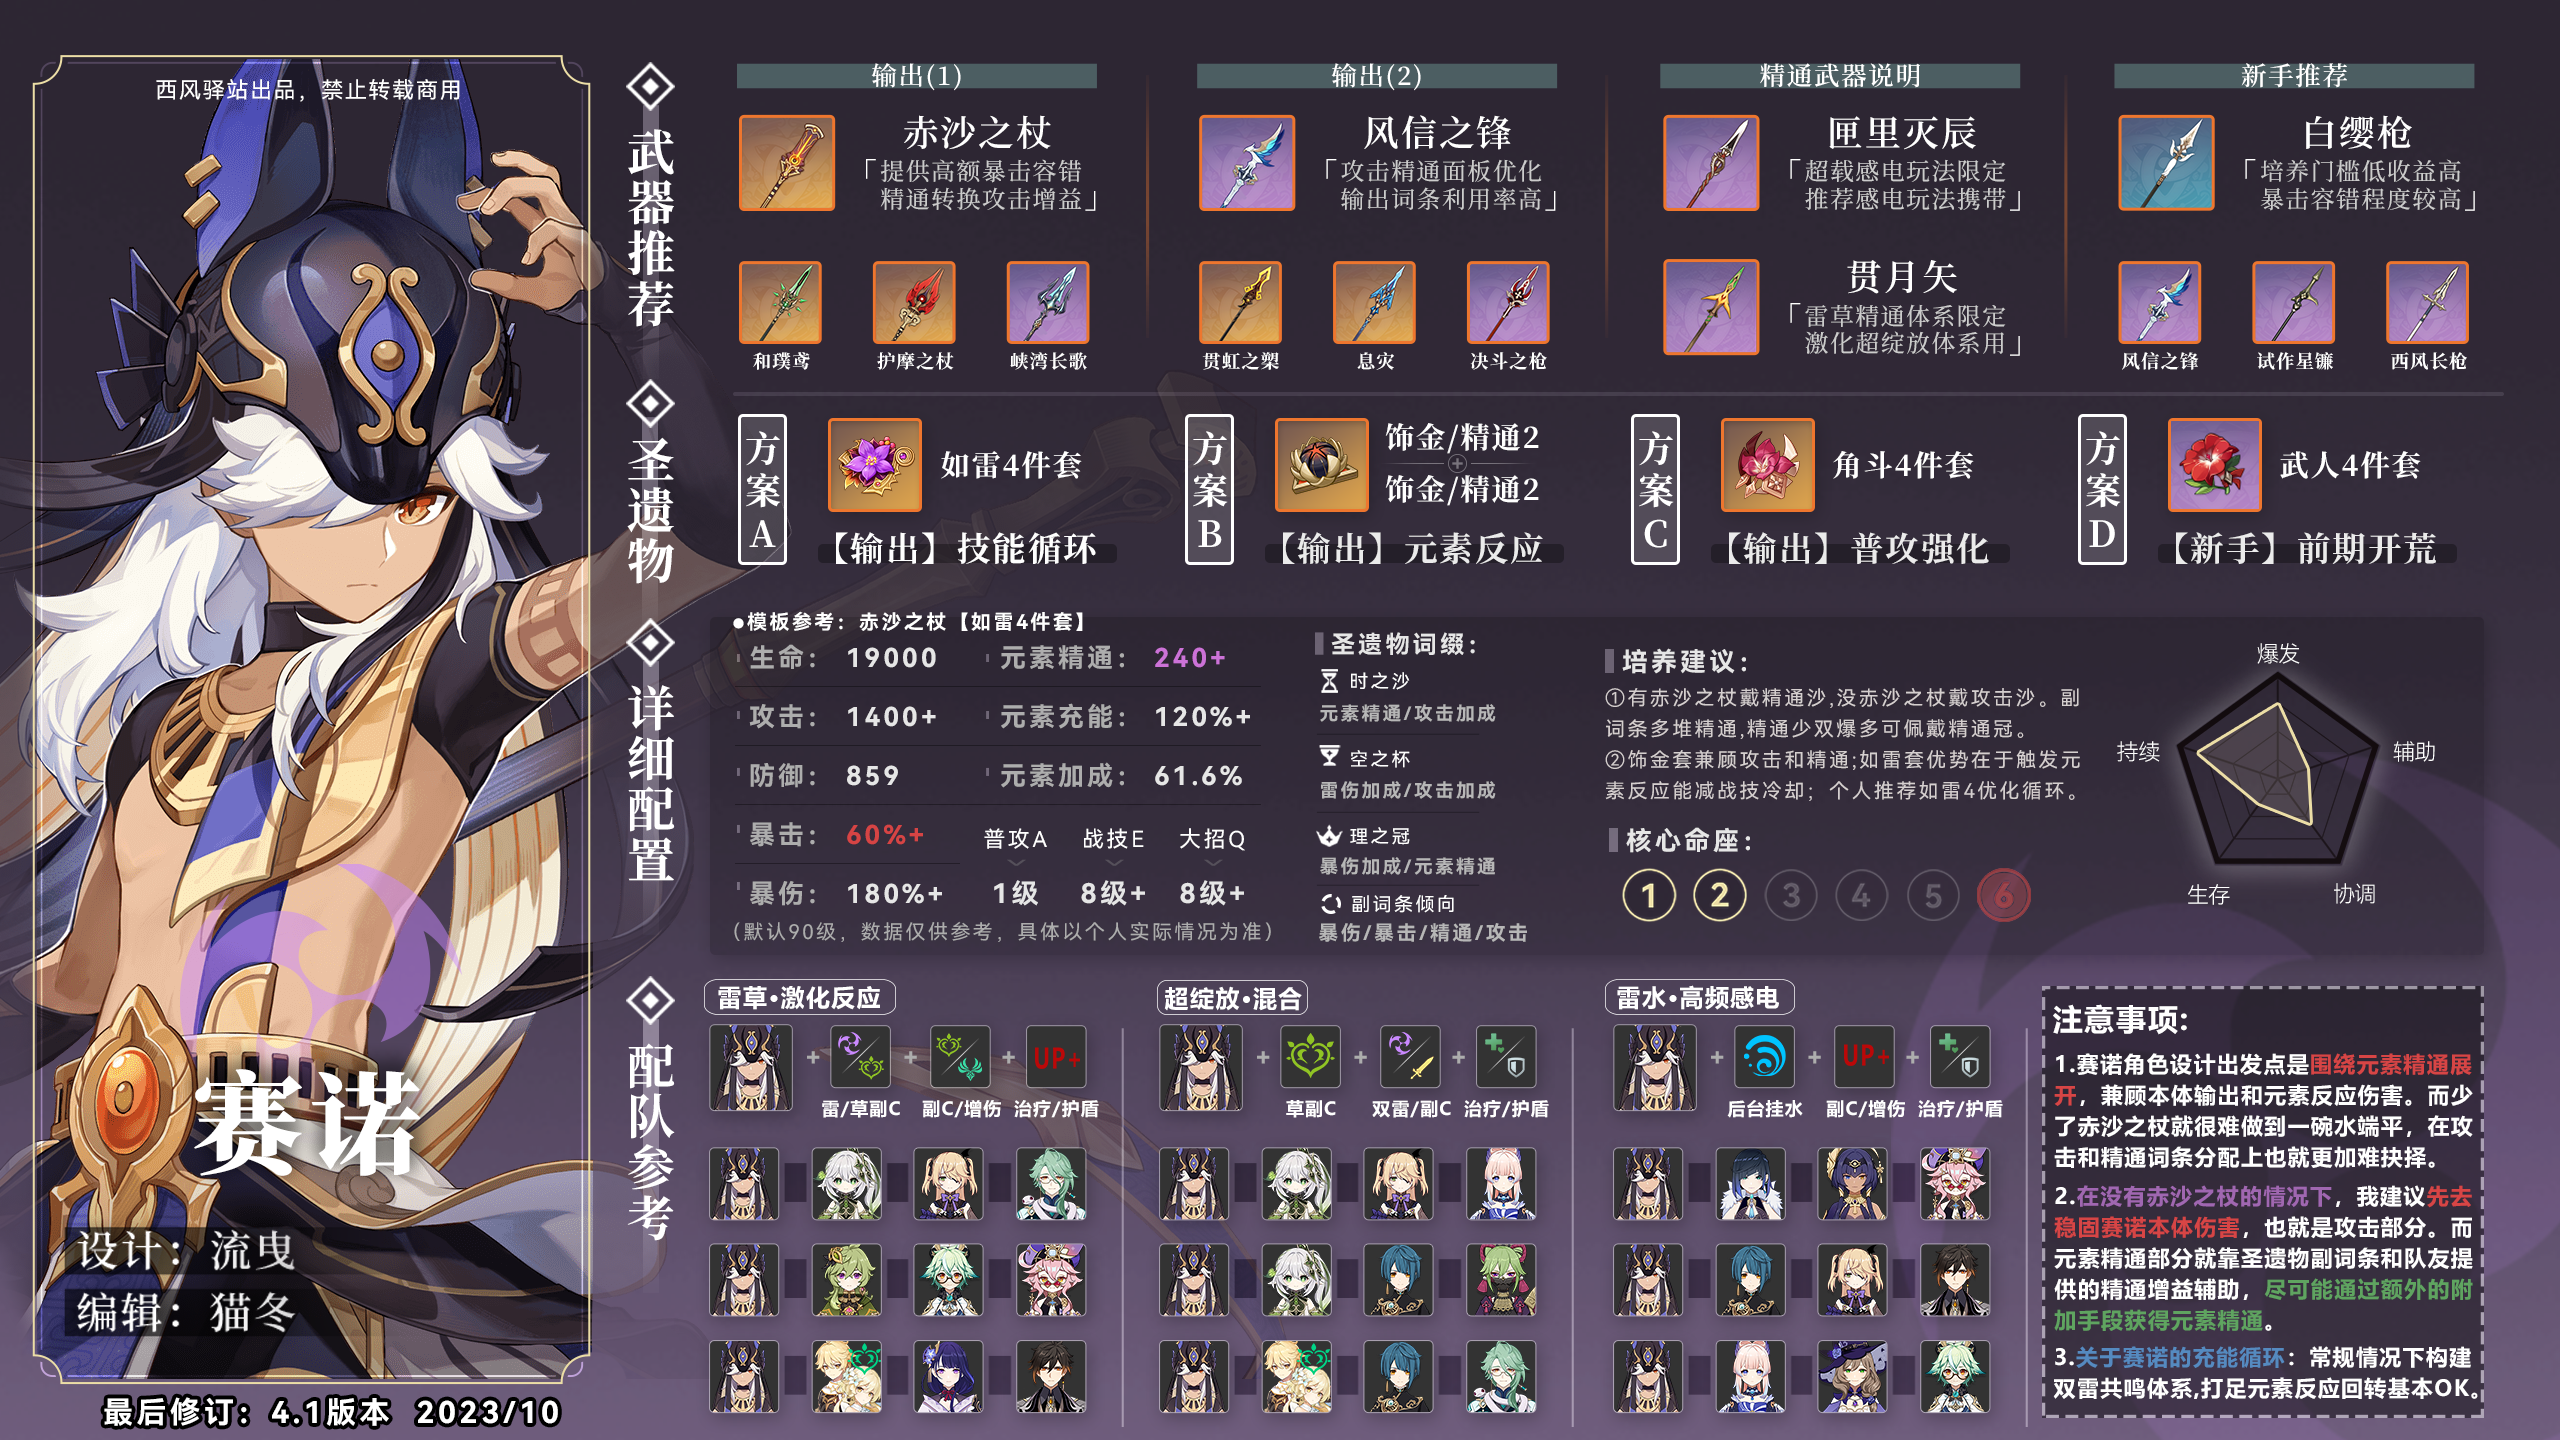 西风驿站出品，禁止转载商用
赛诺
设计：流曳
编辑：猫冬
最后修订：4.1版本 2023/10
武器推荐
输出(1)
赤沙之杖
「提供高额暴击容错
精通转换攻击增益」
和璞鸢 护摩之杖 峡湾长歌
输出(2)
风信之锋
「攻击精通面板优化
输出词条利用率高」
贯虹之槊 息灾 决斗之枪
精通武器说明
匣里灭辰
「超载感电玩法限定
推荐感电玩法携带」
贯月矢
「雷草精通体系限定
激化超绽放体系用」
新手推荐
白缨枪
「培养门槛低收益高
暴击容错程度较高」
风信之锋 试作星镰 西风长枪
圣遗物
方案A
如雷4件套
【输出】技能循环
方案B
饰金/精通2
饰金/精通2
【输出】元素反应
方案C
角斗4件套
【输出】普攻强化
方案D
武人4件套
【新手】前期开荒
详细配置
●模板参考：赤沙之杖【如雷4件套】
生命： 19000 元素精通： 240+
攻击： 1400+ 元素充能： 120%+
防御： 859 元素加成： 61.6%
暴击： 60%+ 普攻A 战技E 大招Q
暴伤： 180%+ 1级 8级+ 8级+
(默认90级，数据仅供参考，具体以个人实际情况为准)
圣遗物词缀：
时之沙
元素精通/攻击加成
空之杯
雷伤加成/攻击加成
理之冠
暴伤加成/元素精通
副词条倾向
暴伤/暴击/精通/攻击
培养建议：
①有赤沙之杖戴精通沙,没赤沙之杖戴攻击沙。副
词条多堆精通,精通少双爆多可佩戴精通冠。
②饰金套兼顾攻击和精通;如雷套优势在于触发元
素反应能减战技冷却；个人推荐如雷4优化循环。
核心命座：
1 2 3 4 5 6
爆发
辅助
协调
生存
持续
配队参考
雷草·激化反应
UP+
雷/草副C 副C/增伤 治疗/护盾
超绽放·混合
草副C 双雷/副C 治疗/护盾
雷水·高频感电
UP+
后台挂水 副C/增伤 治疗/护盾
注意事项:
1.赛诺角色设计出发点是围绕元素精通展
开，兼顾本体输出和元素反应伤害。而少
了赤沙之杖就很难做到一碗水端平，在攻
击和精通词条分配上也就更加难抉择。
2.在没有赤沙之杖的情况下，我建议先去
稳固赛诺本体伤害，也就是攻击部分。而
元素精通部分就靠圣遗物副词条和队友提
供的精通增益辅助，尽可能通过额外的附
加手段获得元素精通。
3.关于赛诺的充能循环：常规情况下构建
双雷共鸣体系,打足元素反应回转基本OK。